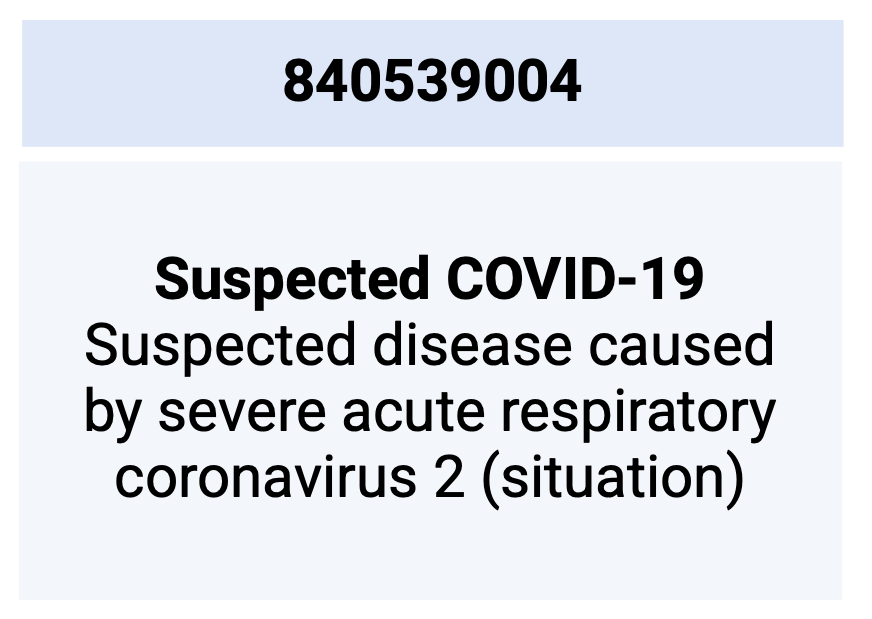 840539004
Suspected COVID-19
Suspected disease caused
by severe acute respiratory
coronavirus 2 (situation)